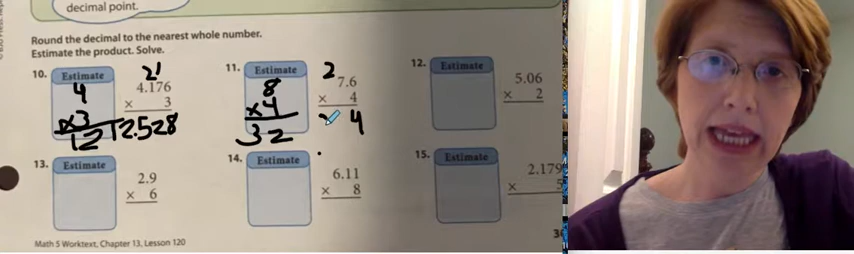 decimal point.
Round the decimal to the nearest whole number.
Estimate the product. Solve.
10. Estimate
4
×3
12
21
4.176
× 3
12.528
11. Estimate
8
×4
32
2
7.6
× 4
4
12. Estimate
5.06
× 2
13. Estimate
2.9
× 6
14. Estimate
6.11
× 8
15. Estimate
2.179
× 5
Math 5 Worktext, Chapter 13, Lesson 120